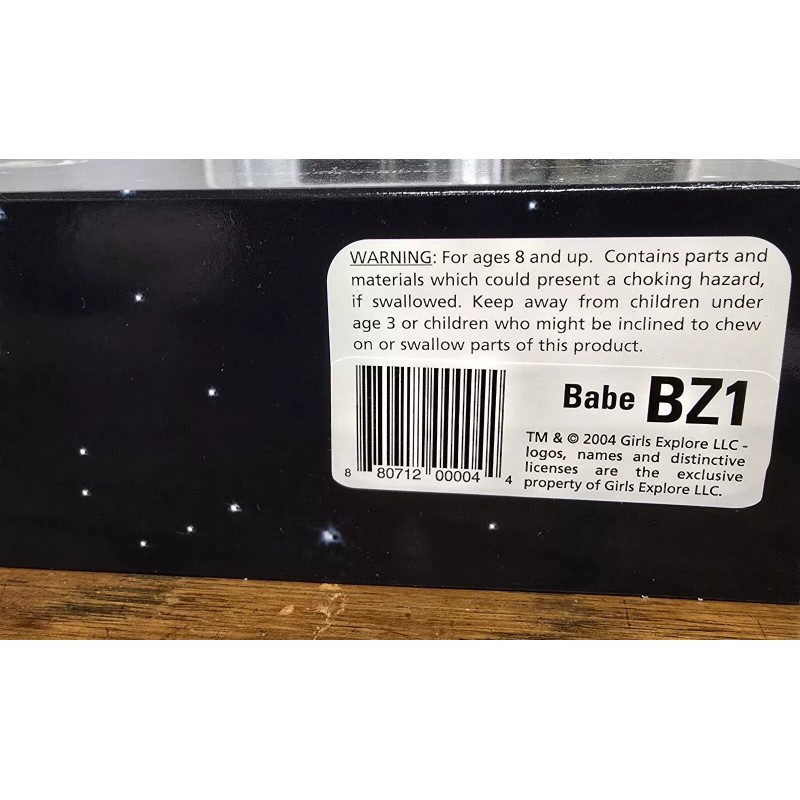 WARNING: For ages 8 and up. Contains parts and
materials which could present a choking hazard,
if swallowed. Keep away from children under
age 3 or children who might be inclined to chew
on or swallow parts of this product.
Babe BZ1
TM & © 2004 Girls Explore LLC -
logos, names and distinctive
licenses are the exclusive
property of Girls Explore LLC.
8 80712 00004 4